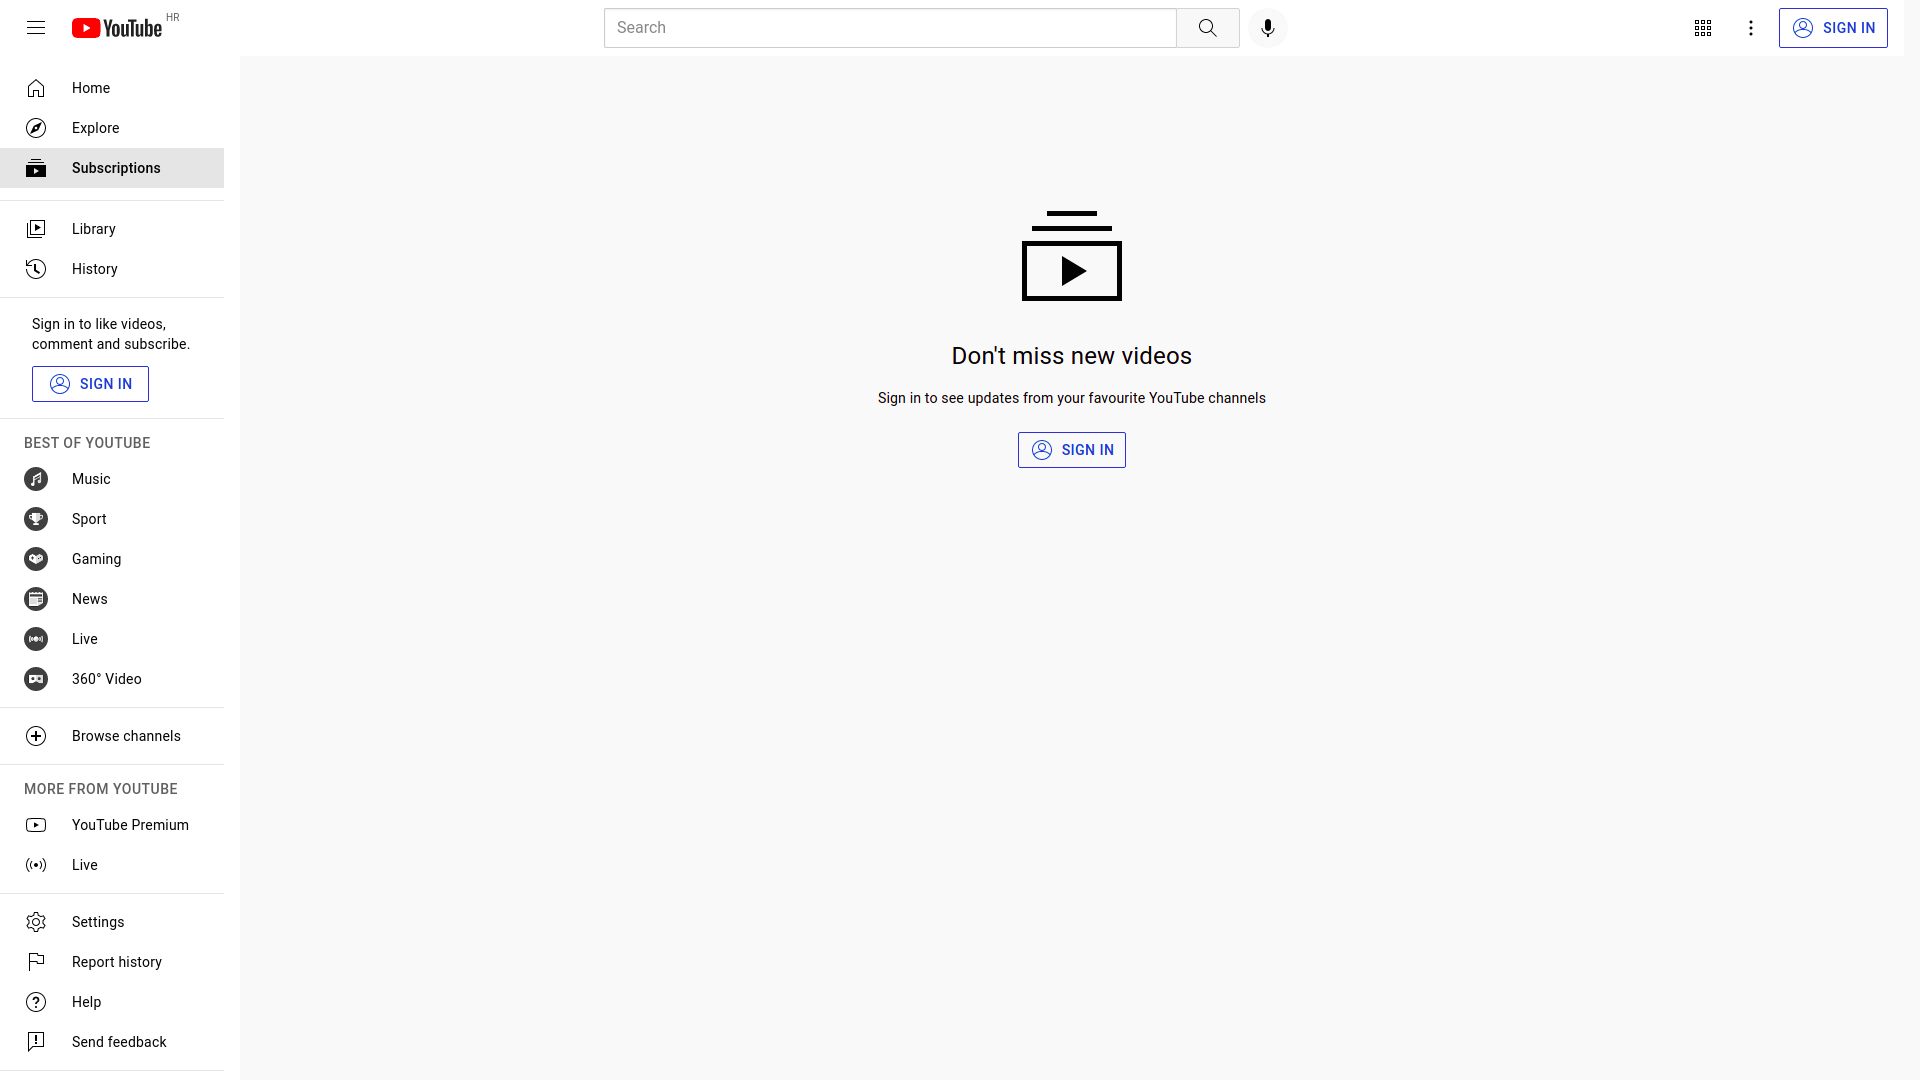 YouTube HR
Search
SIGN IN
Home
Explore
Subscriptions
Library
History
Sign in to like videos,
comment and subscribe.
SIGN IN
BEST OF YOUTUBE
Music
Sport
Gaming
News
Live
360° Video
Browse channels
MORE FROM YOUTUBE
YouTube Premium
Live
Settings
Report history
Help
Send feedback
Don't miss new videos
Sign in to see updates from your favourite YouTube channels
SIGN IN